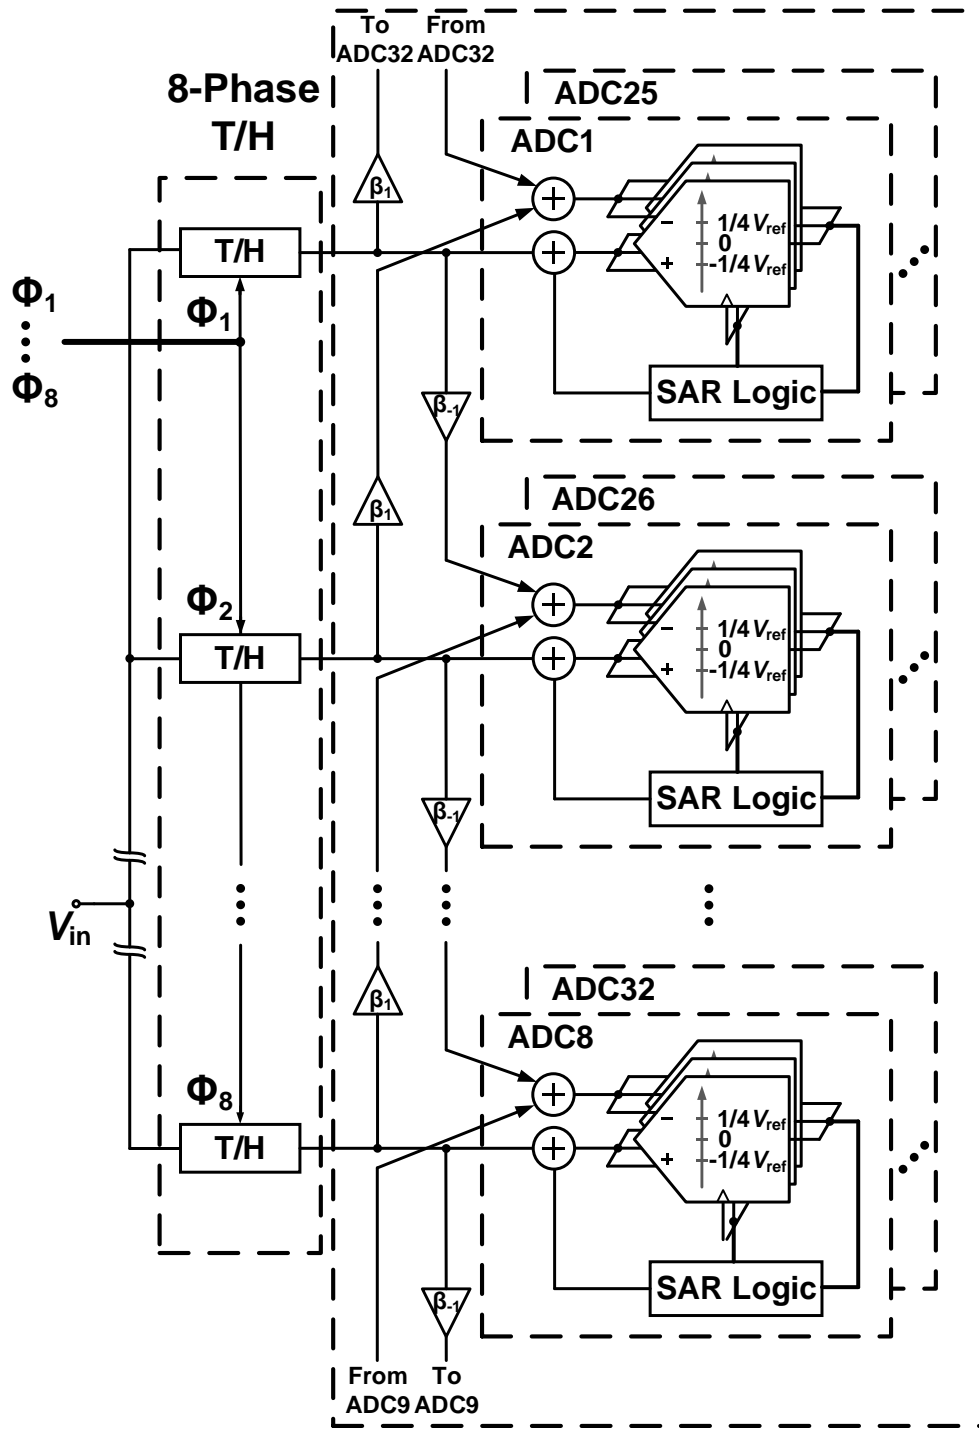 To
ADC32
From
ADC32
8-Phase
T/H
ADC25
ADC1
β₁
1/4 Vref
0
-1/4 Vref
−
+
T/H
Φ₁
⋮
Φ₈
Φ₁
SAR Logic
β₋₁
β₁
ADC26
ADC2
1/4 Vref
0
-1/4 Vref
−
+
Φ₂
T/H
SAR Logic
β₋₁
Vin
β₁
ADC32
ADC8
1/4 Vref
0
-1/4 Vref
−
+
Φ₈
T/H
SAR Logic
β₋₁
From
ADC9
To
ADC9